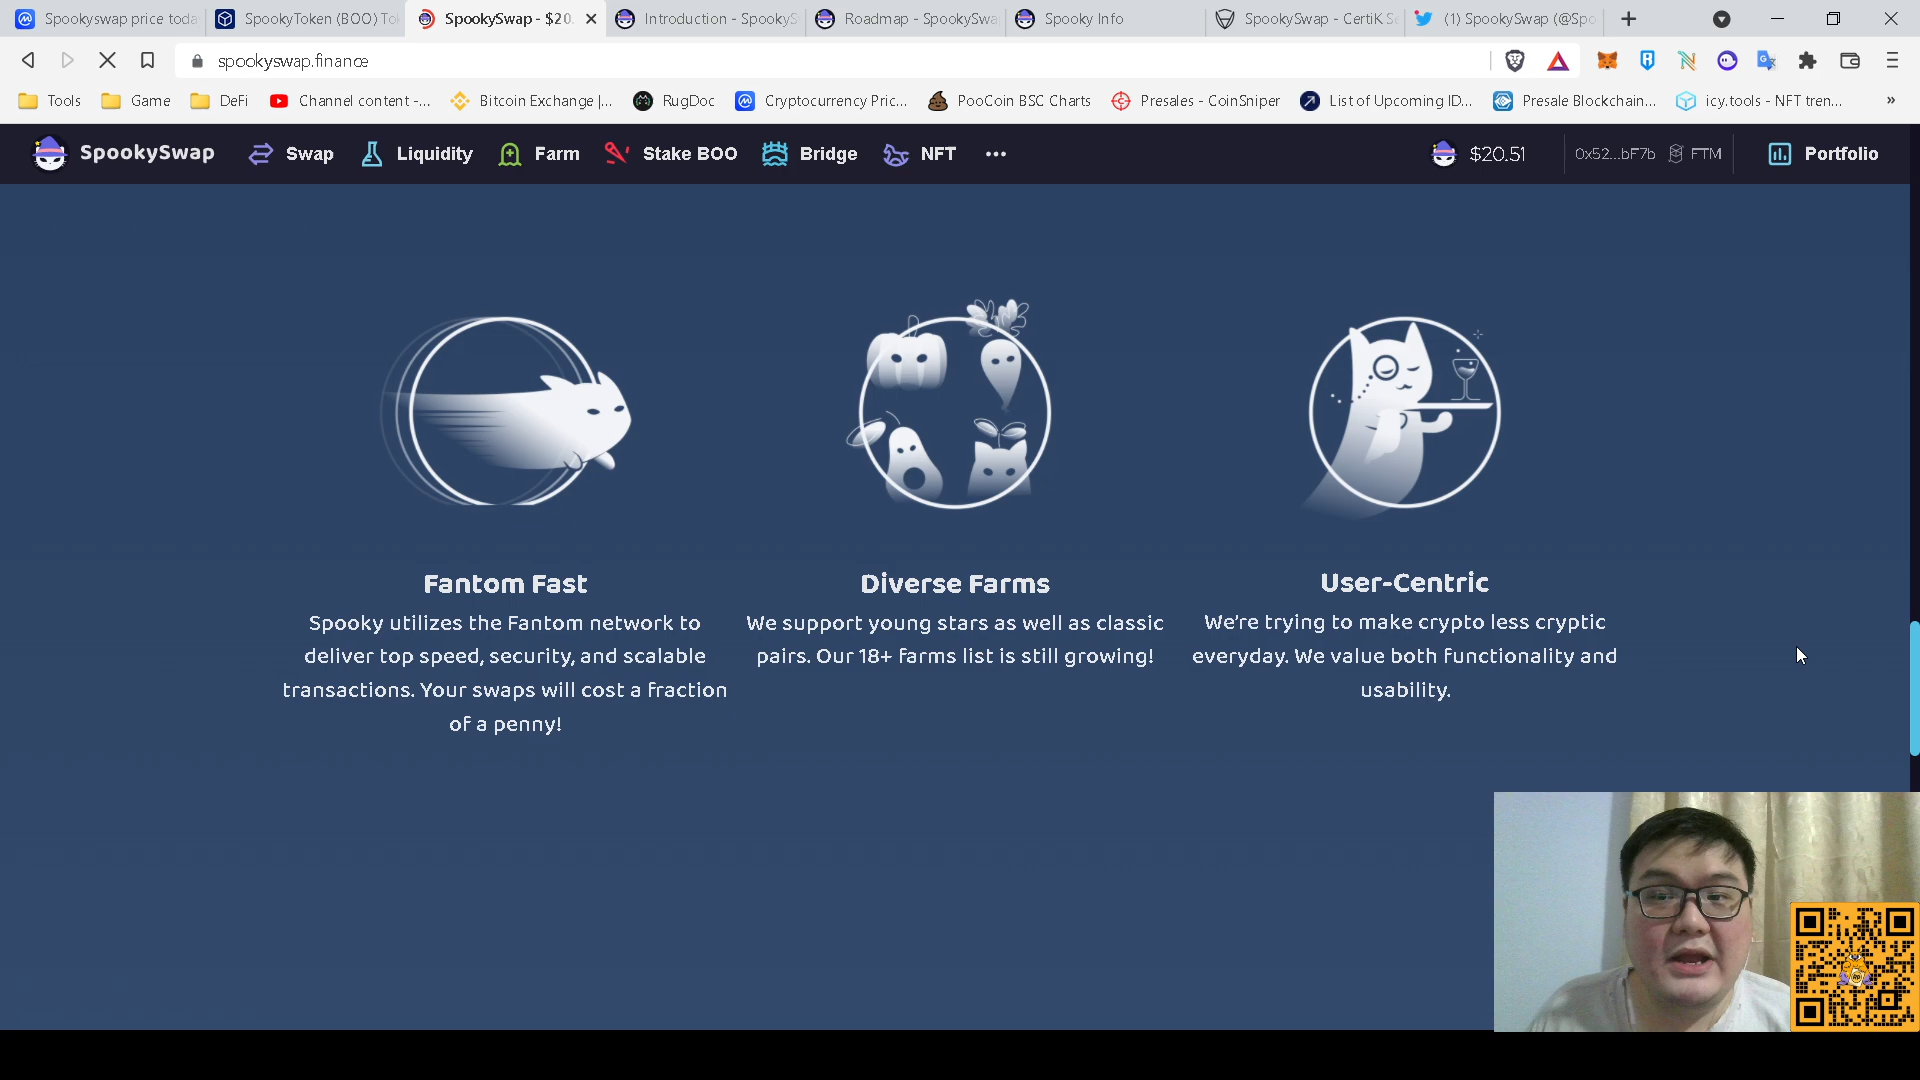 Spookyswap price toda
SpookyToken (BOO) Tok
SpookySwap - $20.
Introduction - SpookyS
Roadmap - SpookySwa
Spooky Info
SpookySwap - CertiK Se
(1) SpookySwap (@Spo
spookyswap.finance
Tools
Game
DeFi
Channel content -...
Bitcoin Exchange |...
RugDoc
Cryptocurrency Pric...
PooCoin BSC Charts
Presales - CoinSniper
List of Upcoming ID...
Presale Blockchain...
icy.tools - NFT tren...
»
SpookySwap
Swap
Liquidity
Farm
Stake BOO
Bridge
NFT
•••
$20.51
0x52...bF7b
FTM
Portfolio
Fantom Fast
Spooky utilizes the Fantom network to
deliver top speed, security, and scalable
transactions. Your swaps will cost a fraction
of a penny!
Diverse Farms
We support young stars as well as classic
pairs. Our 18+ farms list is still growing!
User-Centric
We're trying to make crypto less cryptic
everyday. We value both functionality and
usability.